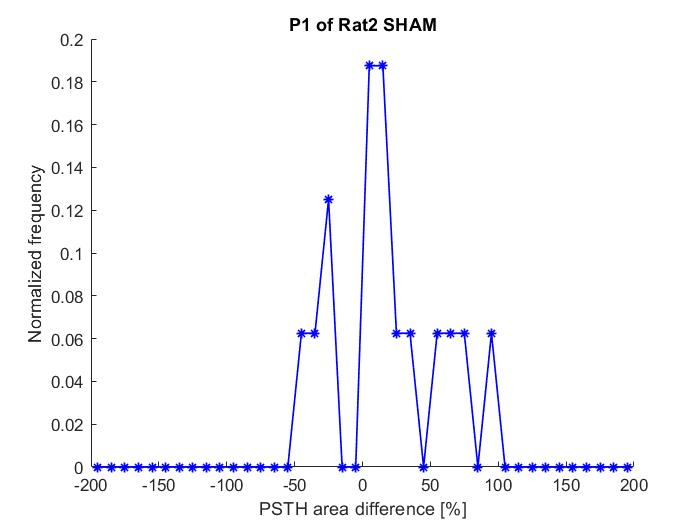 P1 of Rat2 SHAM
0.2
0.18
0.16
0.14
0.12
0.1
0.08
0.06
0.04
0.02
0
Normalized frequency
-200 -150 -100 -50 0 50 100 150 200
PSTH area difference [%]